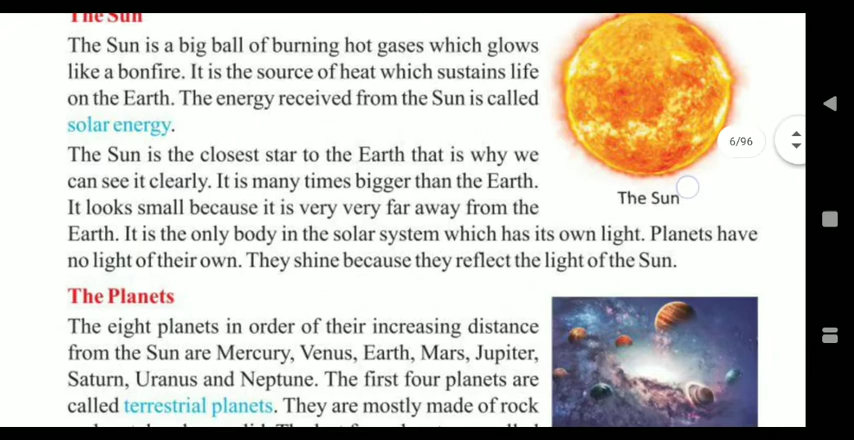 The Sun
The Sun is a big ball of burning hot gases which glows
like a bonfire. It is the source of heat which sustains life
on the Earth. The energy received from the Sun is called
solar energy.
The Sun is the closest star to the Earth that is why we
can see it clearly. It is many times bigger than the Earth.
It looks small because it is very very far away from the
Earth. It is the only body in the solar system which has its own light. Planets have
no light of their own. They shine because they reflect the light of the Sun.
6/96
The Sun
The Planets
The eight planets in order of their increasing distance
from the Sun are Mercury, Venus, Earth, Mars, Jupiter,
Saturn, Uranus and Neptune. The first four planets are
called terrestrial planets. They are mostly made of rock